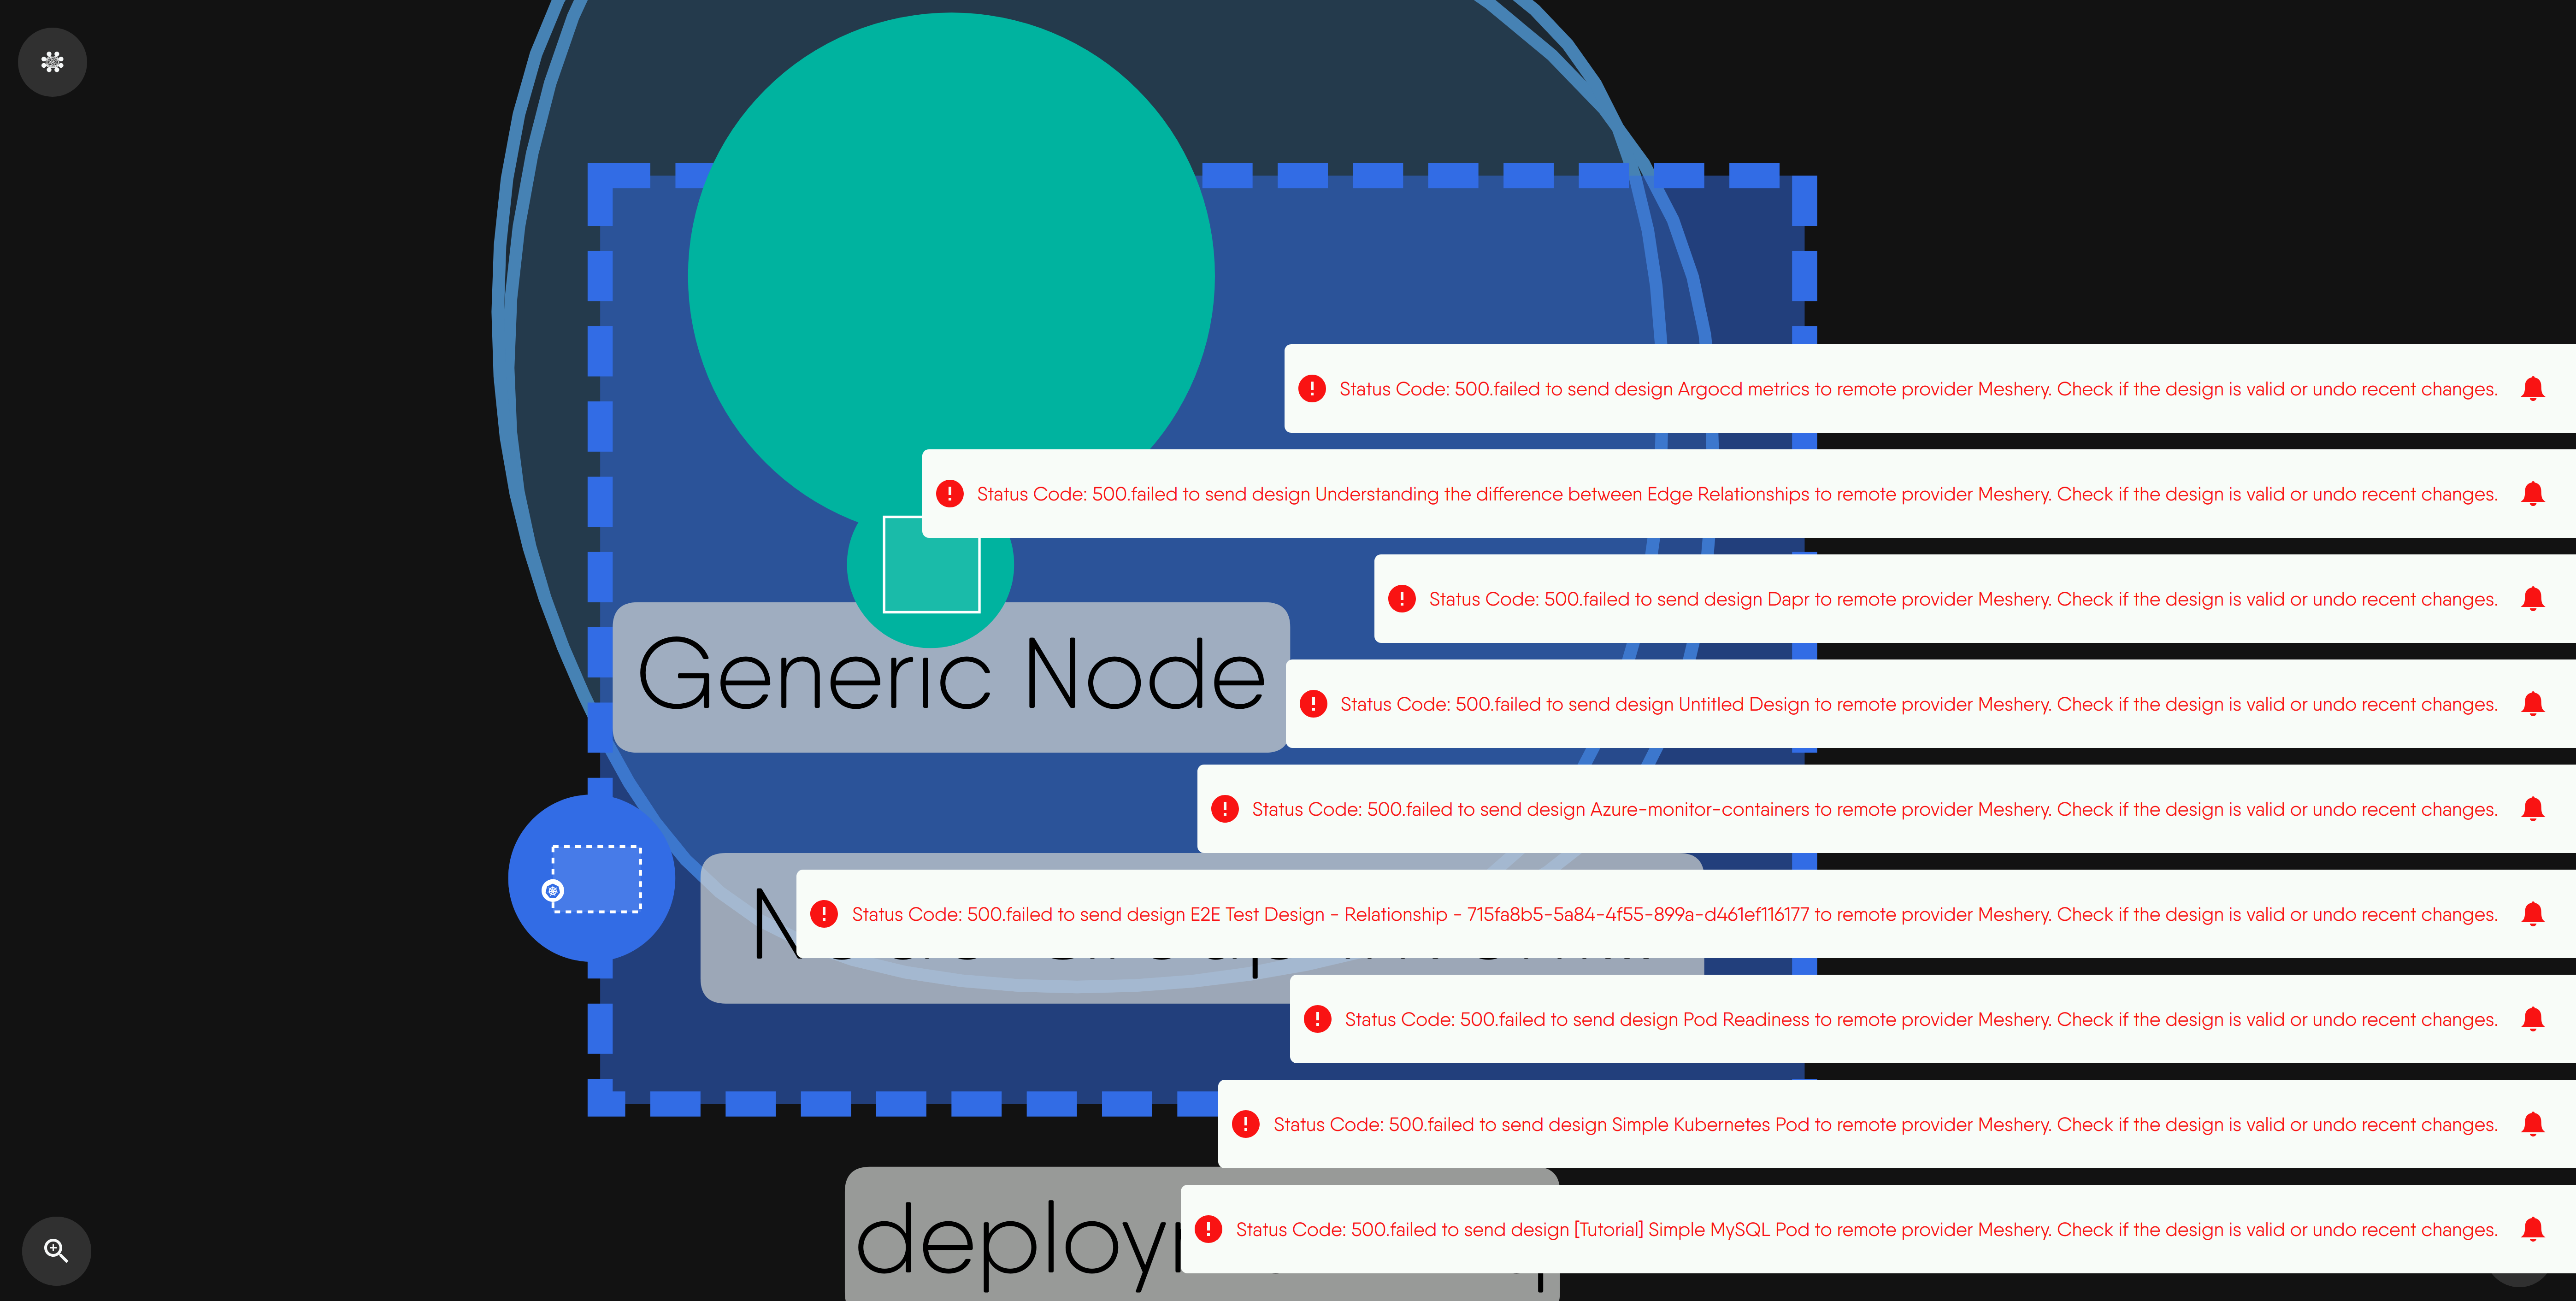 Status Code: 500.failed to send design Argocd metrics to remote provider Meshery. Check if the design is valid or undo recent changes.
Status Code: 500.failed to send design Understanding the difference between Edge Relationships to remote provider Meshery. Check if the design is valid or undo recent changes.
Status Code: 500.failed to send design Dapr to remote provider Meshery. Check if the design is valid or undo recent changes.
Generic Node
Status Code: 500.failed to send design Untitled Design to remote provider Meshery. Check if the design is valid or undo recent changes.
Status Code: 500.failed to send design Azure-monitor-containers to remote provider Meshery. Check if the design is valid or undo recent changes.
Status Code: 500.failed to send design E2E Test Design - Relationship - 715fa8b5-5a84-4f55-899a-d461ef116177 to remote provider Meshery. Check if the design is valid or undo recent changes.
Status Code: 500.failed to send design Pod Readiness to remote provider Meshery. Check if the design is valid or undo recent changes.
Status Code: 500.failed to send design Simple Kubernetes Pod to remote provider Meshery. Check if the design is valid or undo recent changes.
Status Code: 500.failed to send design [Tutorial] Simple MySQL Pod to remote provider Meshery. Check if the design is valid or undo recent changes.